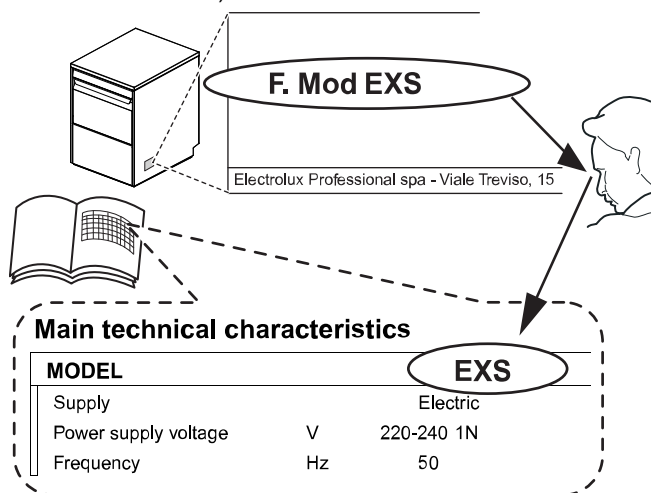 F. Mod EXS
Electrolux Professional spa - Viale Treviso, 15
Main technical characteristics
MODEL EXS
Supply Electric
Power supply voltage V 220-240 1N
Frequency Hz 50